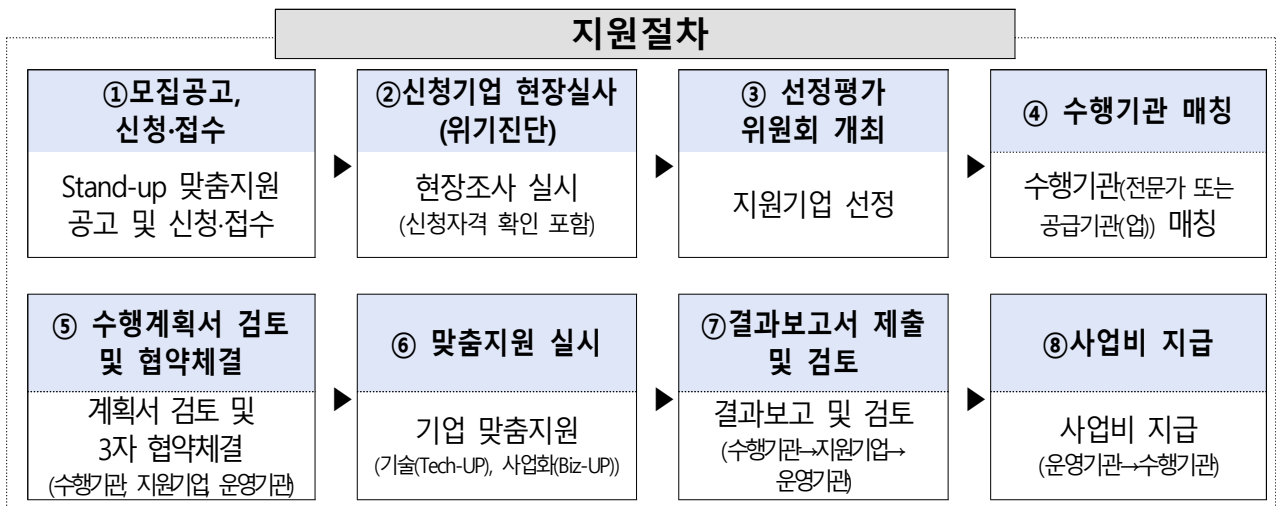 지원절차
①모집공고,
신청·접수
Stand-up 맞춤지원
공고 및 신청·접수
▶
②신청기업 현장실사
(위기진단)
현장조사 실시
(신청자격 확인 포함)
▶
③ 선정평가
위원회 개최
지원기업 선정
▶
④ 수행기관 매칭
수행기관(전문가 또는
공급기관(업)) 매칭
⑤ 수행계획서 검토
및 협약체결
계획서 검토 및
3자 협약체결
(수행기관, 지원기업, 운영기관)
▶
⑥ 맞춤지원 실시
기업 맞춤지원
(기술(Tech-UP), 사업화(Biz-UP))
▶
⑦결과보고서 제출
및 검토
결과보고 및 검토
(수행기관→지원기업→
운영기관)
▶
⑧사업비 지급
사업비 지급
(운영기관→수행기관)